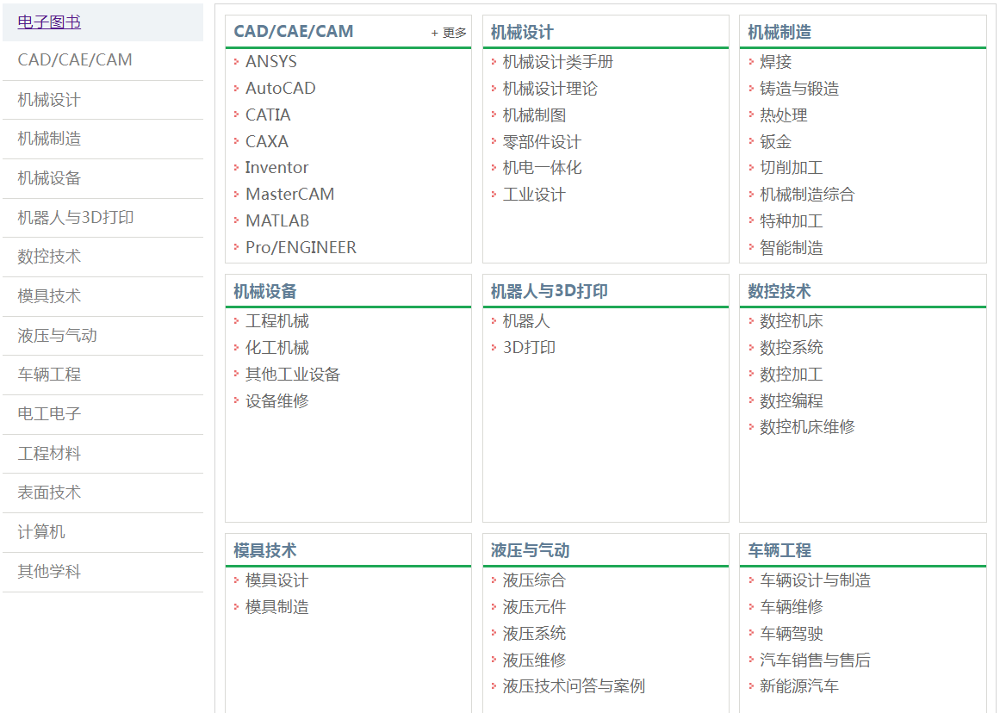 电子图书
CAD/CAE/CAM
机械设计
机械制造
机械设备
机器人与3D打印
数控技术
模具技术
液压与气动
车辆工程
电工电子
工程材料
表面技术
计算机
其他学科
CAD/CAE/CAM
+ 更多
ANSYS
AutoCAD
CATIA
CAXA
Inventor
MasterCAM
MATLAB
Pro/ENGINEER
机械设计
机械设计类手册
机械设计理论
机械制图
零部件设计
机电一体化
工业设计
机械制造
焊接
铸造与锻造
热处理
钣金
切削加工
机械制造综合
特种加工
智能制造
机械设备
工程机械
化工机械
其他工业设备
设备维修
机器人与3D打印
机器人
3D打印
数控技术
数控机床
数控系统
数控加工
数控编程
数控机床维修
模具技术
模具设计
模具制造
液压与气动
液压综合
液压元件
液压系统
液压维修
液压技术问答与案例
车辆工程
车辆设计与制造
车辆维修
车辆驾驶
汽车销售与售后
新能源汽车